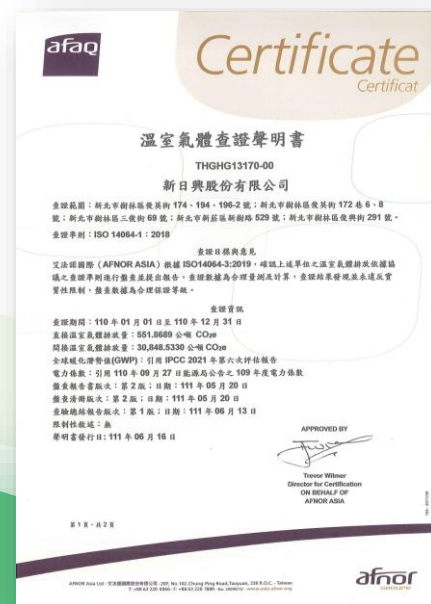 afaq
Certificate
Certificat
溫室氣體查證聲明書
THGHG13170-00
新日興股份有限公司
查證範圍：新北市樹林區俊英街 174、194、196-2 號；新北市樹林區俊英街 172 巷 6、8
號；新北市樹林區三俊街 69 號；新北市新莊區新樹路 529 號；新北市樹林區俊興街 291 號。
查證準則：ISO 14064-1：2018
查證目標與意見
艾法諾國際（AFNOR ASIA）根據 ISO14064-3:2019，確認上述單位之溫室氣體排放依據協
議之查證準則進行盤查並提出報告。查證數據為合理量測及計算，查證結果發現並未違反實
質性限制，盤查數據為合理保證等級。
查證資訊
查證期間：110 年 01 月 01 日至 110 年 12 月 31 日
直接溫室氣體排放量：551.8689 公噸 CO₂e
間接溫室氣體排放量：30,848.5330 公噸 CO₂e
全球暖化潛勢值(GWP)：引用 IPCC 2021 年第六次評估報告
電力係數：引用 110 年 09 月 27 日能源局公告之 109 年度電力係數
盤查報告書版次：第 2 版；日期：111 年 05 月 20 日
盤查清冊版次：第 2 版；日期：111 年 05 月 20 日
查驗總結報告版次：第 1 版；日期：111 年 06 月 13 日
限制性敘述：無
聲明書發行日：111 年 06 月 16 日
APPROVED BY
Trevor Wilmer
Director for Certification
ON BEHALF OF
AFNOR ASIA
第 1 頁，共 2 頁
afnor